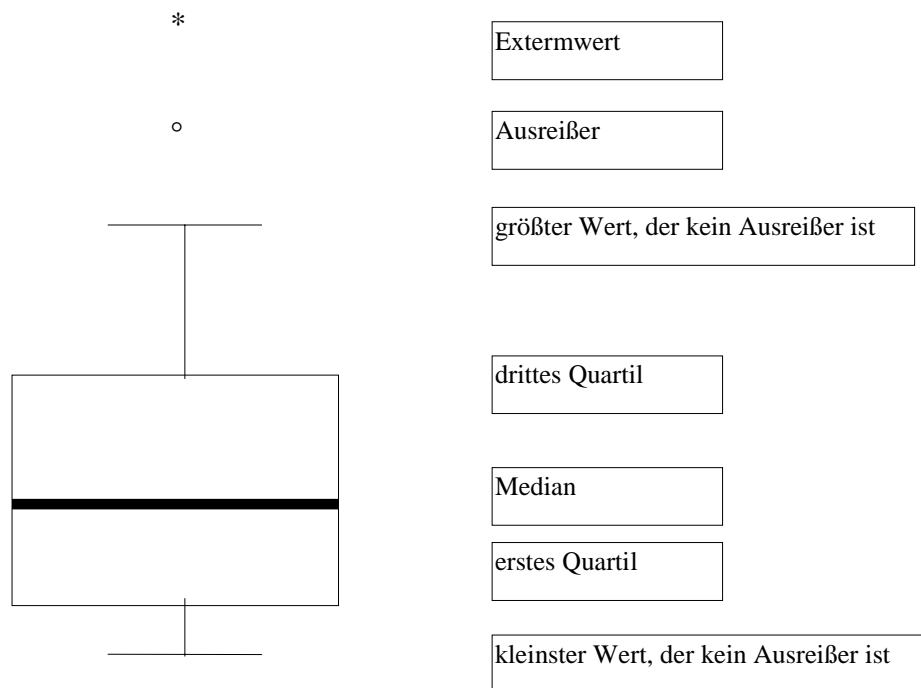 *
Extermwert
Ausreißer
größter Wert, der kein Ausreißer ist
drittes Quartil
Median
erstes Quartil
kleinster Wert, der kein Ausreißer ist